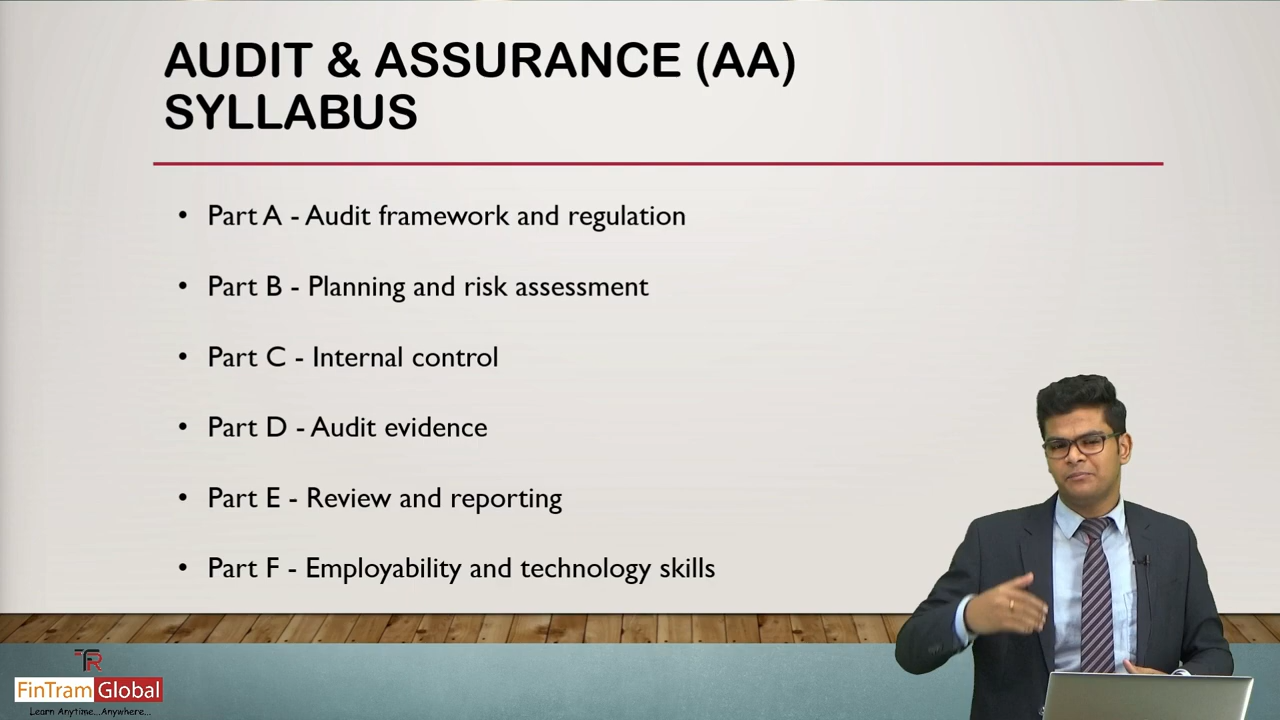 AUDIT & ASSURANCE (AA)
SYLLABUS
• Part A - Audit framework and regulation
• Part B - Planning and risk assessment
• Part C - Internal control
• Part D - Audit evidence
• Part E - Review and reporting
• Part F - Employability and technology skills
TR
FinTram Global
Learn Anytime...Anywhere...